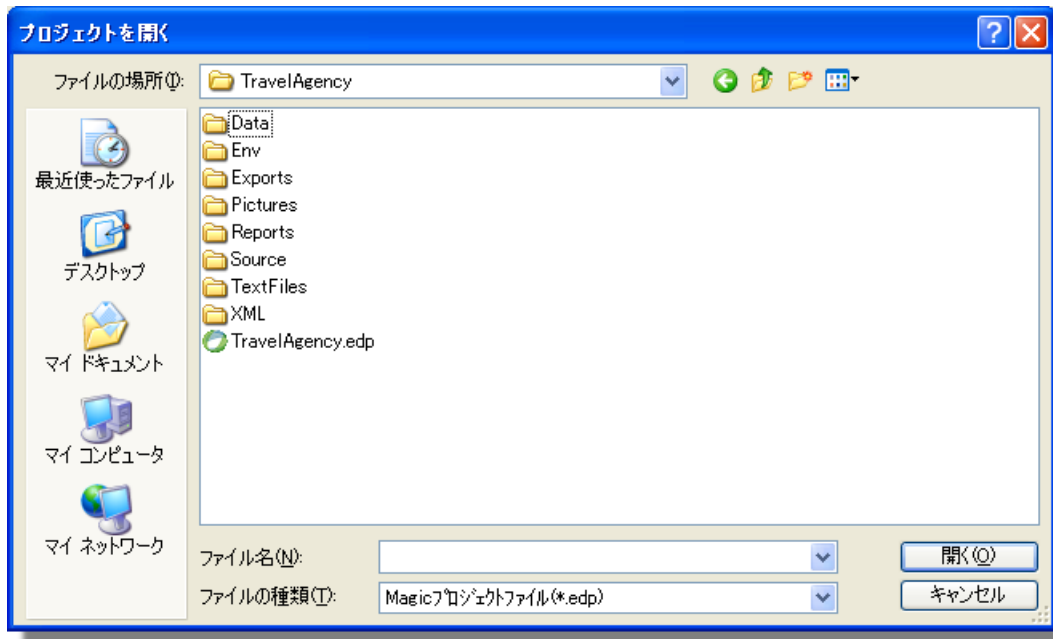 プロジェクトを開く
ファイルの場所(I):
TravelAgency
最近使ったファイル
デスクトップ
マイ ドキュメント
マイ コンピュータ
マイ ネットワーク
Data
Env
Exports
Pictures
Reports
Source
TextFiles
XML
TravelAgency.edp
ファイル名(N):
開く(O)
ファイルの種類(T):
Magicﾌﾟﾛｼﾞｪｸﾄﾌｧｲﾙ(*.edp)
キャンセル